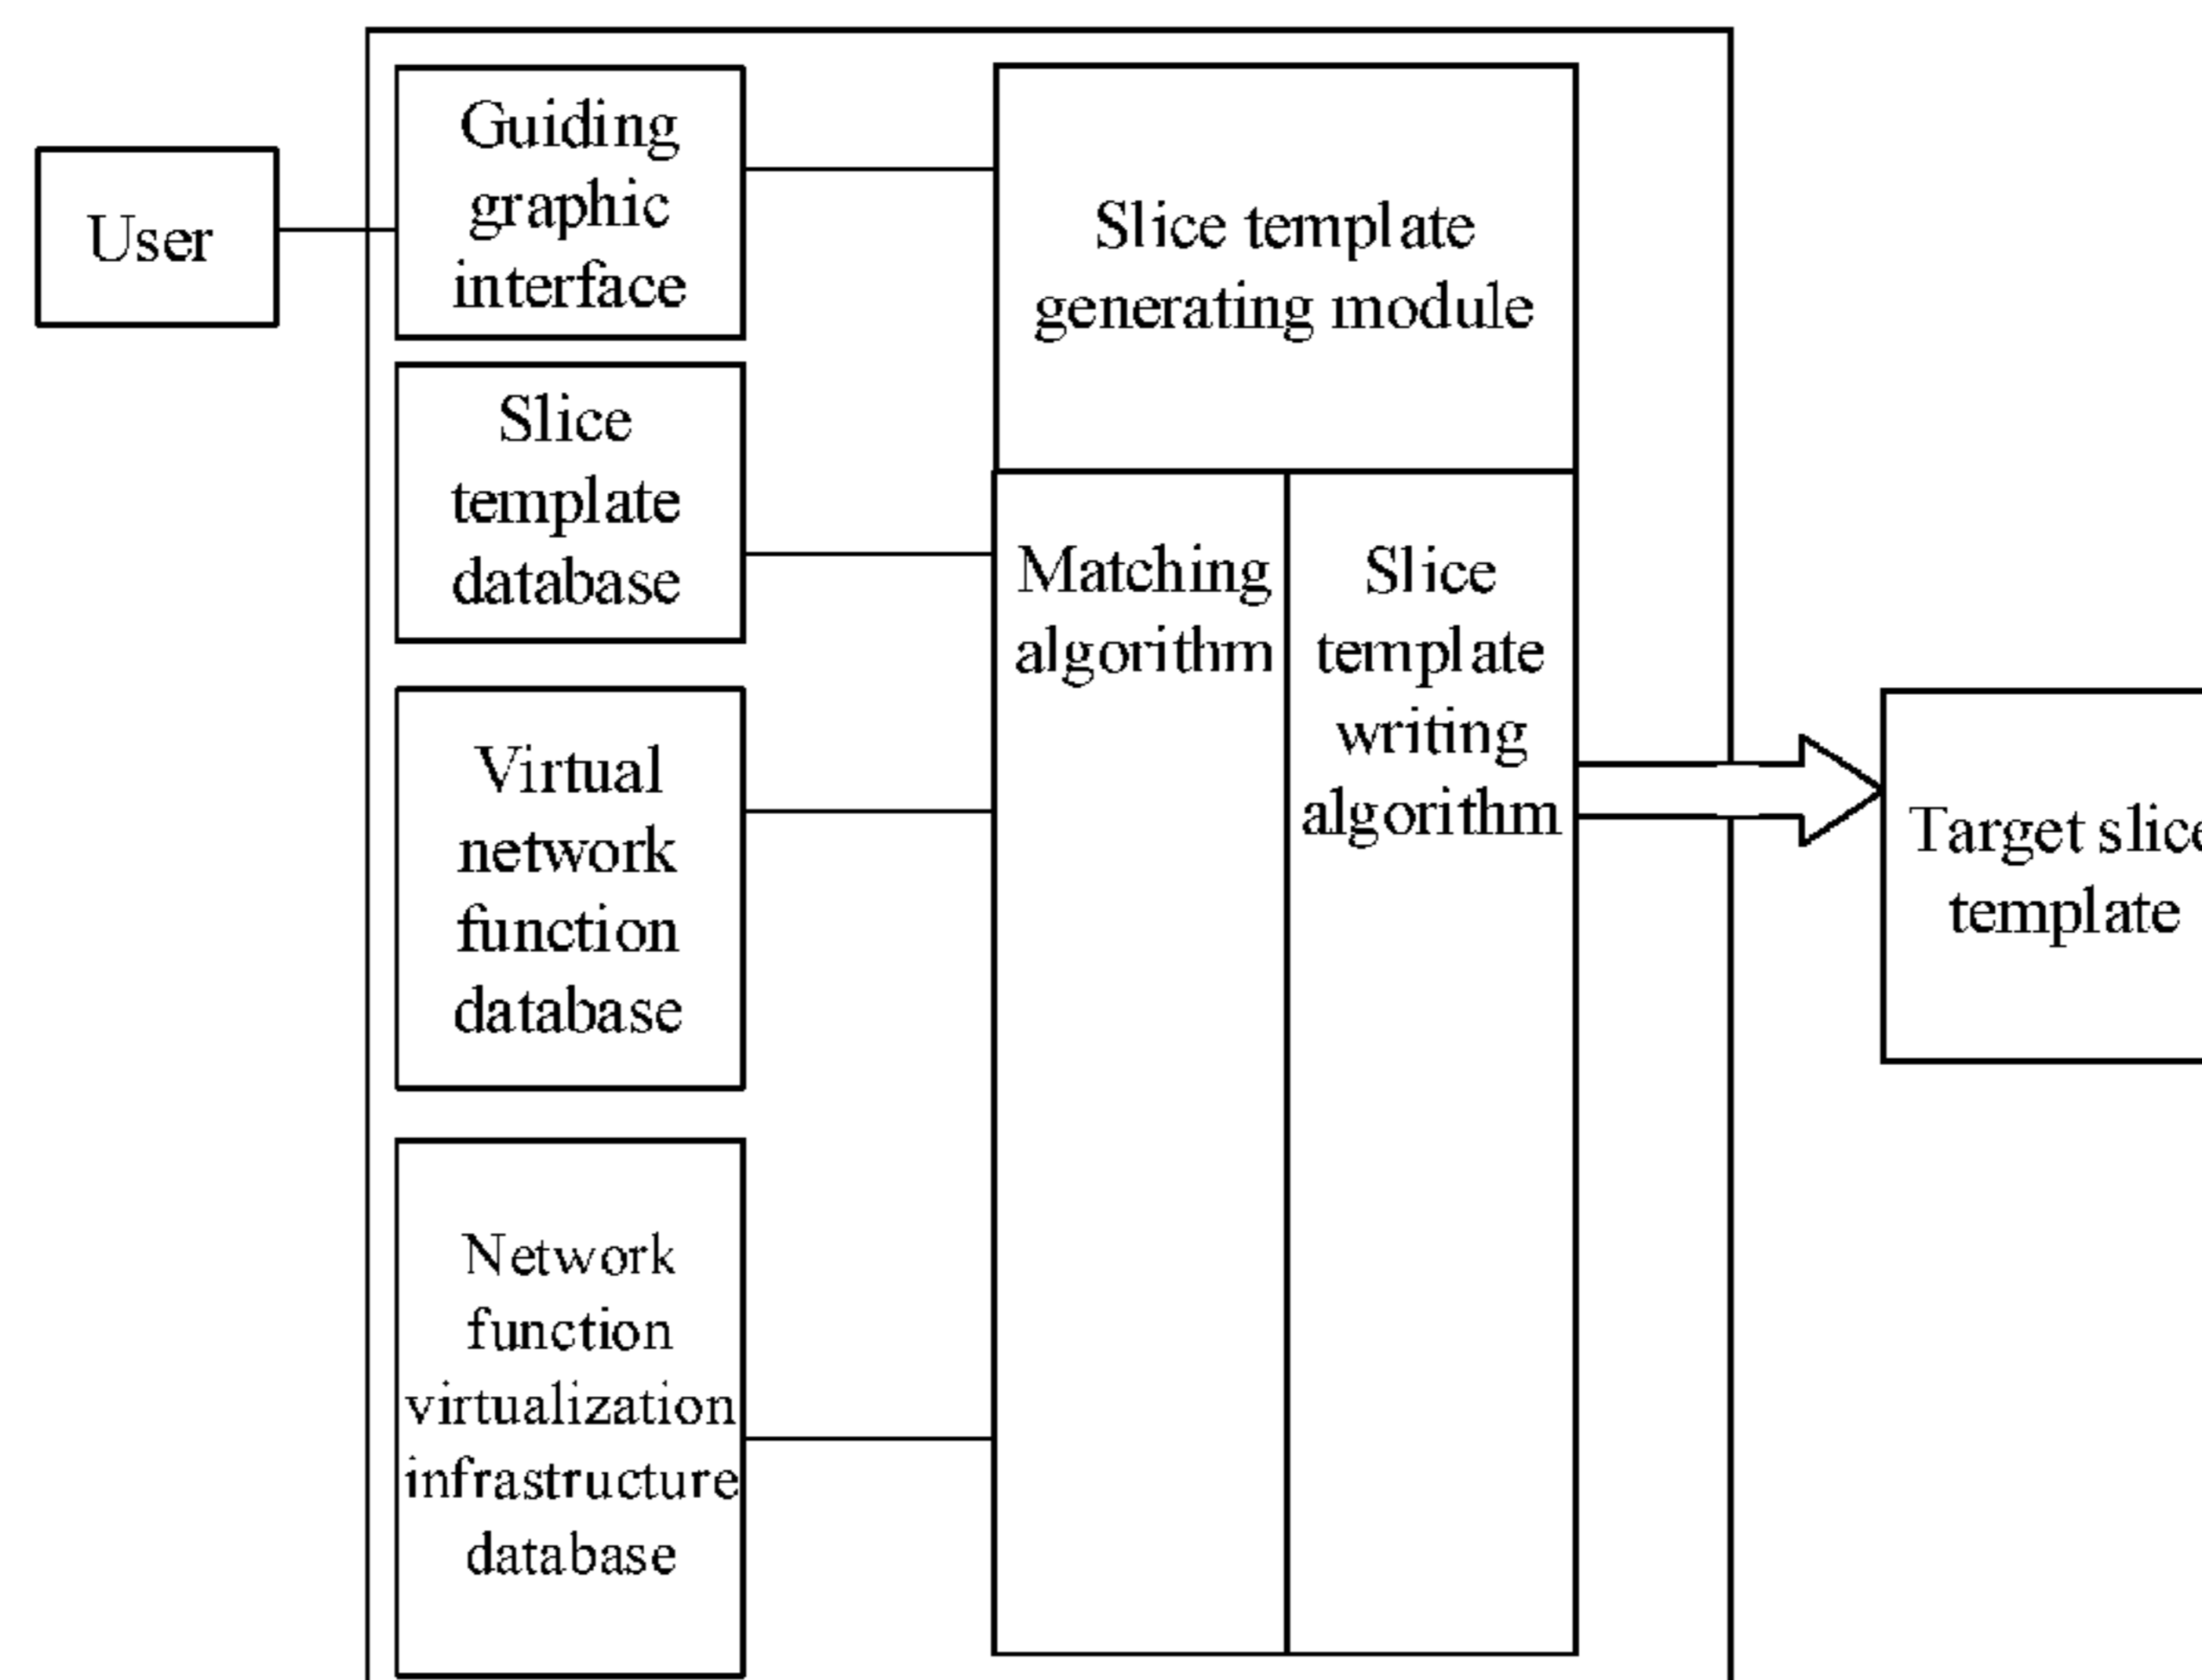 User
Guiding
graphic
interface
Slice
template
database
Virtual
network
function
database
Network
function
virtualization
infrastructure
database
Slice template
generating module
Matching
algorithm
Slice
template
writing
algorithm
Target slice
template